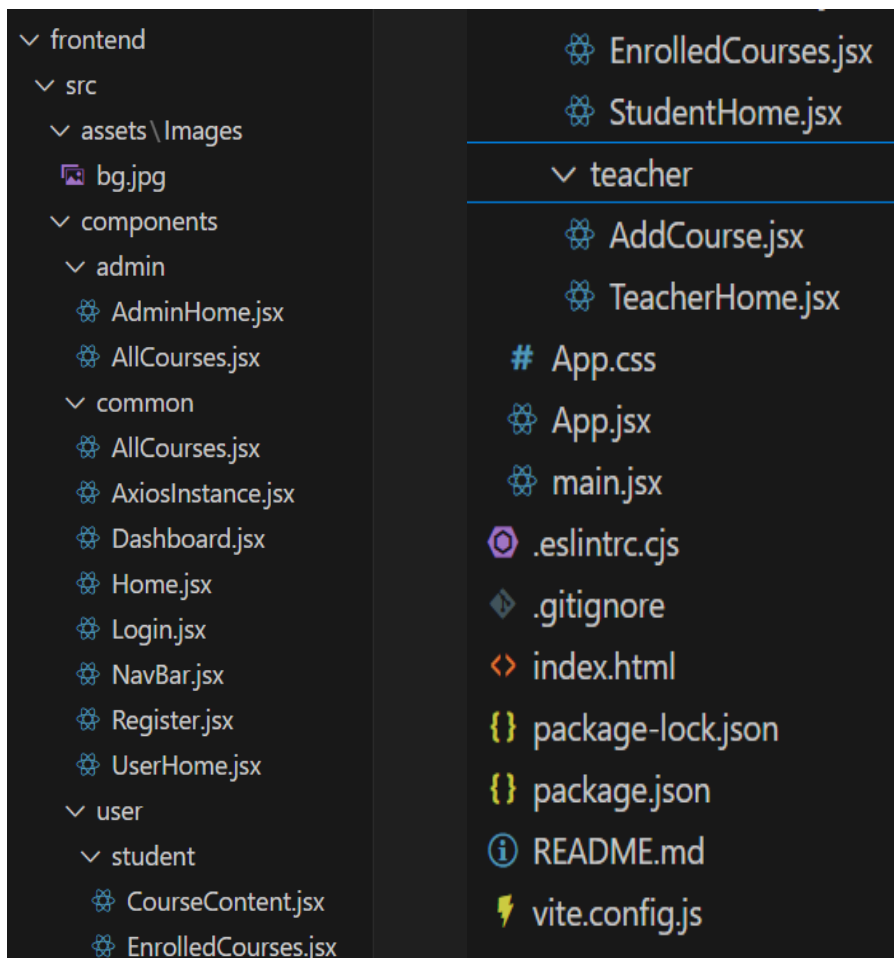 frontend
src
assets\Images
bg.jpg
components
admin
AdminHome.jsx
AllCourses.jsx
common
AllCourses.jsx
AxiosInstance.jsx
Dashboard.jsx
Home.jsx
Login.jsx
NavBar.jsx
Register.jsx
UserHome.jsx
user
student
CourseContent.jsx
EnrolledCourses.jsx
EnrolledCourses.jsx
StudentHome.jsx
teacher
AddCourse.jsx
TeacherHome.jsx
# App.css
App.jsx
main.jsx
.eslintrc.cjs
.gitignore
index.html
{} package-lock.json
{} package.json
README.md
vite.config.js